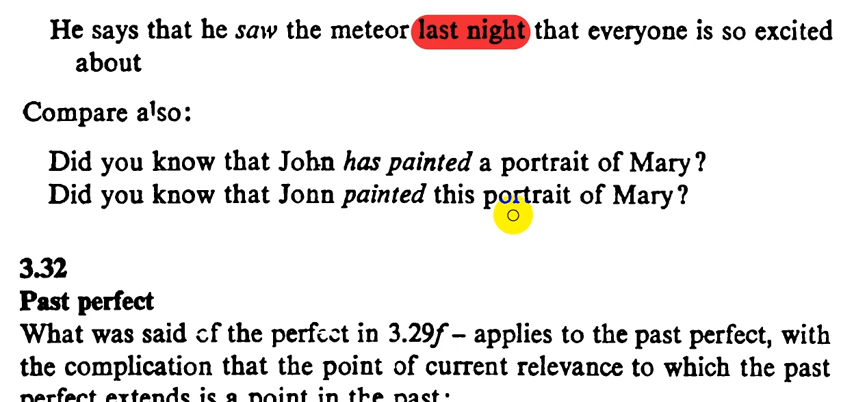 He says that he saw the meteor last night that everyone is so excited
about
Compare also:
Did you know that John has painted a portrait of Mary?
Did you know that Jonn painted this portrait of Mary?
3.32
Past perfect
What was said of the perfect in 3.29f – applies to the past perfect, with
the complication that the point of current relevance to which the past
perfect extends is a point in the past: